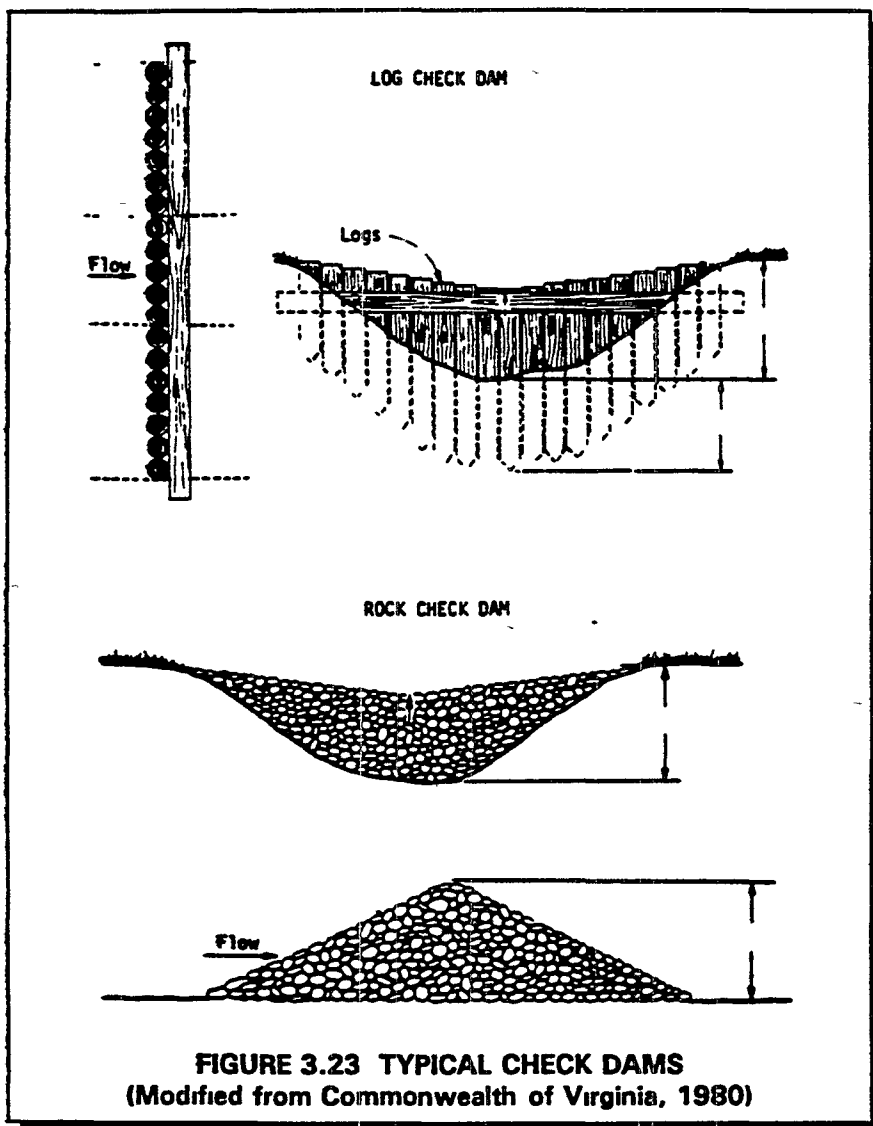 LOG CHECK DAM
Logs
Flow
ROCK CHECK DAM
Flow
FIGURE 3.23 TYPICAL CHECK DAMS
(Modified from Commonwealth of Virginia, 1980)